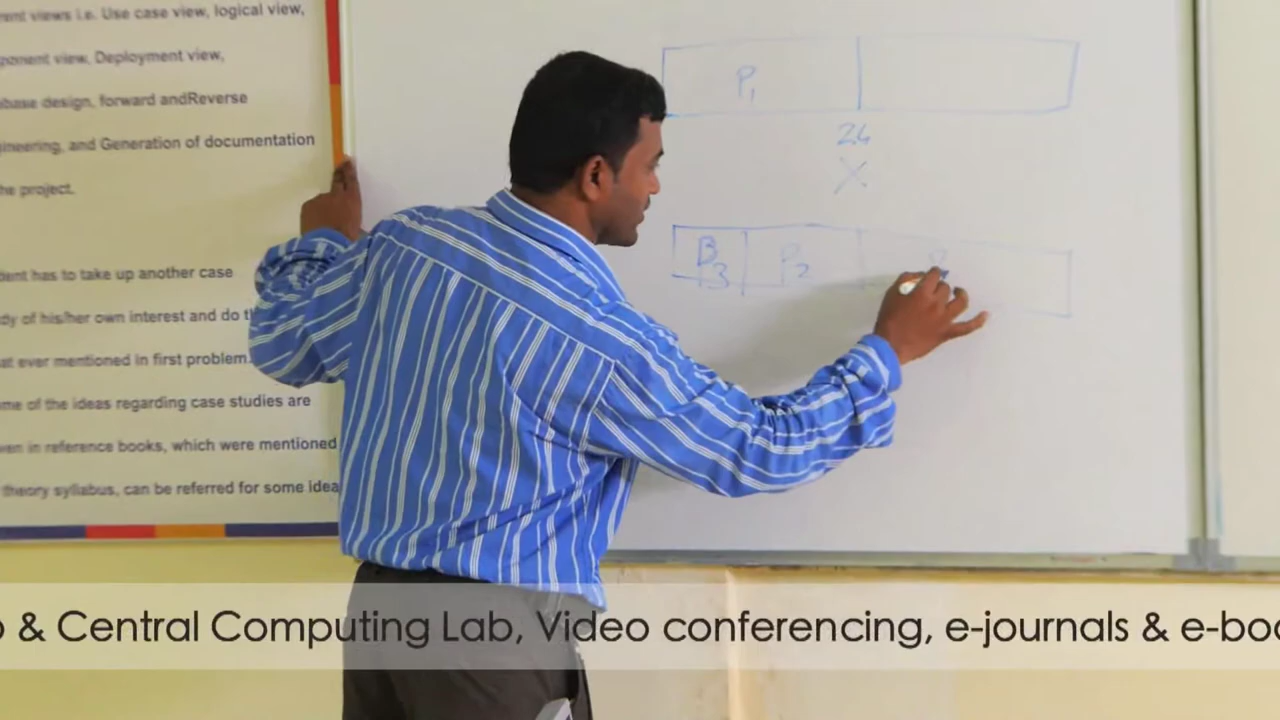 rent views i.e. Use case view, logical view,
ponent view, Deployment view,
base design, forward andReverse
gineering, and Generation of documentation
he project.
dent has to take up another case
dy of his/her own interest and do th
at ever mentioned in first problem.
me of the ideas regarding case studies are
ven in reference books, which were mentioned
theory syllabus, can be referred for some idea
P1
24
X
P3
P2
& Central Computing Lab, Video conferencing, e-journals & e-boo